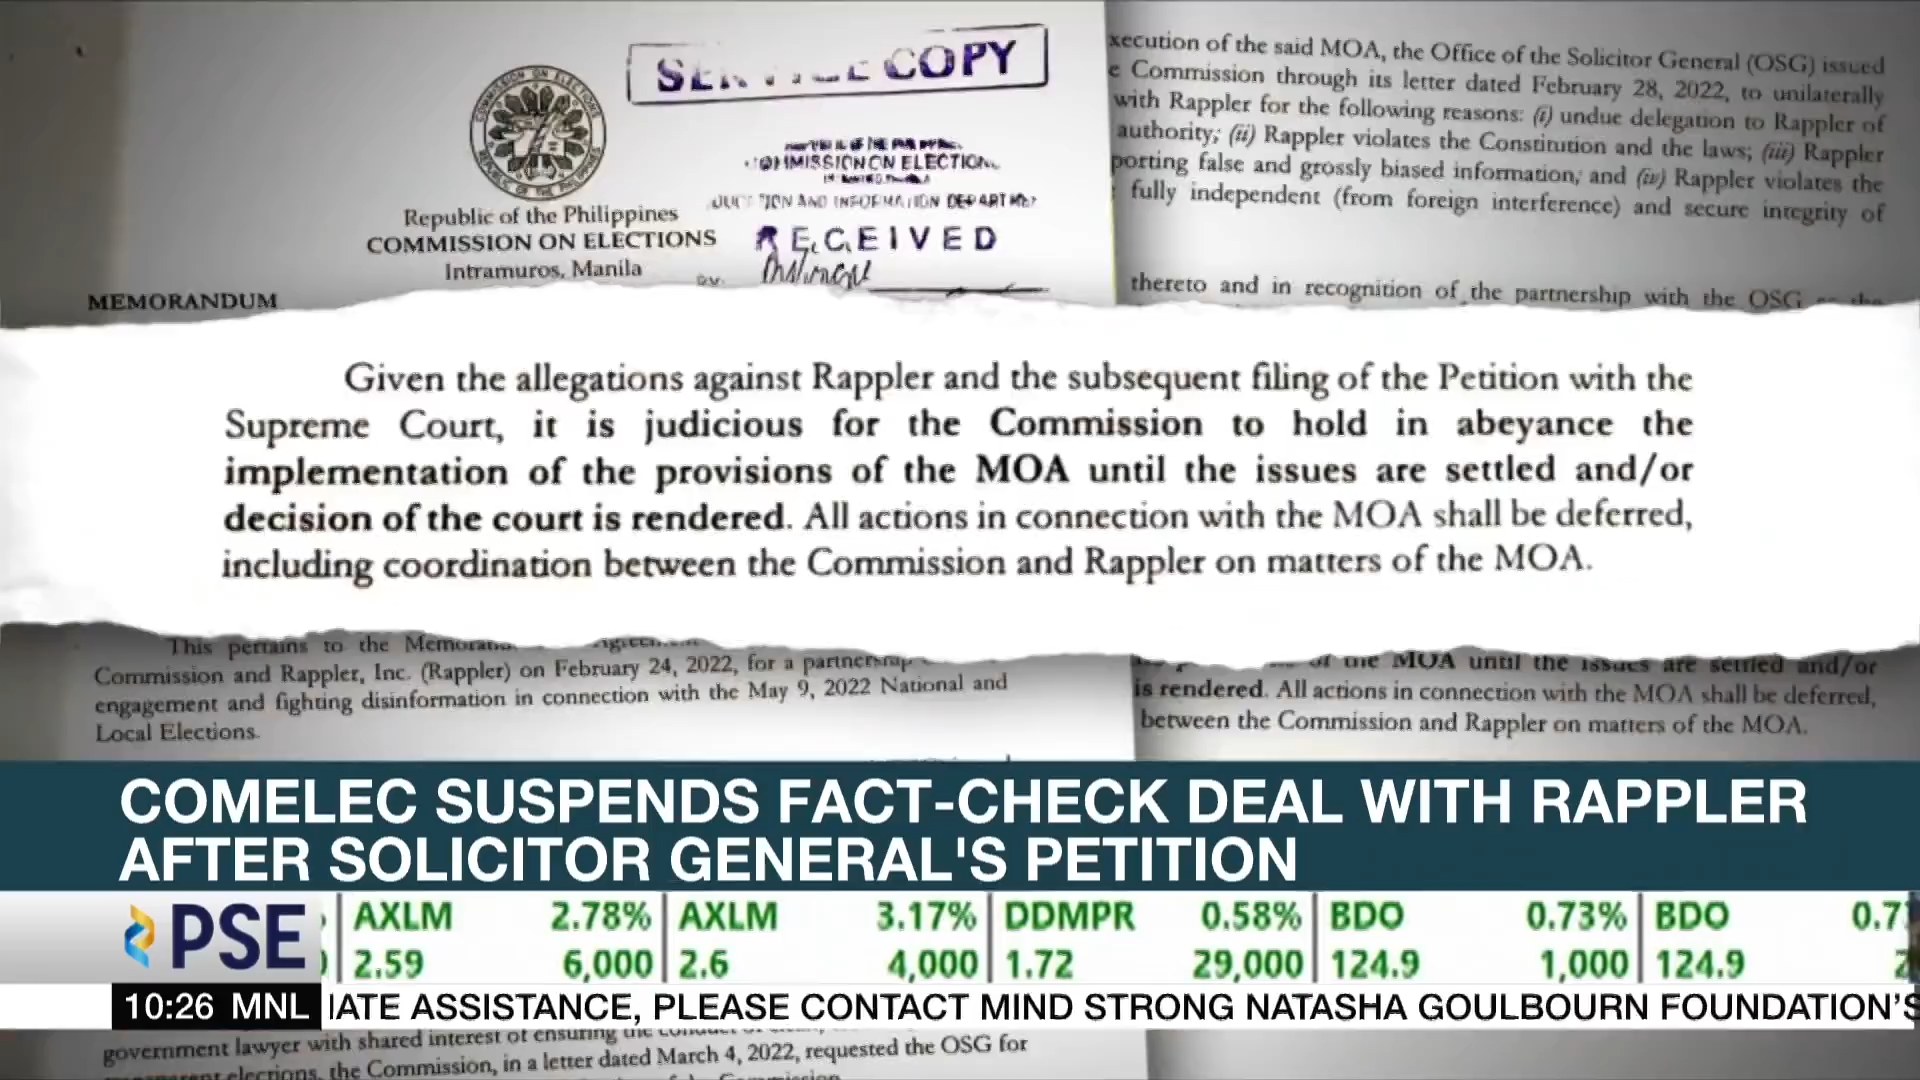 SERVICE COPY
COMMISSION ON ELECTIONS
REPUBLIC OF THE PHILIPPINES
COMMISSION ON ELECTION
AND INFORMATION DEPARTMENT
RECEIVED
Republic of the Philippines
COMMISSION ON ELECTIONS
Intramuros, Manila
MEMORANDUM
xecution of the said MOA, the Office of the Solicitor General (OSG) issued
e Commission through its letter dated February 28, 2022, to unilaterally
with Rappler for the following reasons: (i) undue delegation to Rappler of
authority; (ii) Rappler violates the Constitution and the laws; (iii) Rappler
porting false and grossly biased information; and (iv) Rappler violates the
fully independent (from foreign interference) and secure integrity of
thereto and in recognition of the partnership with the OSG
Given the allegations against Rappler and the subsequent filing of the Petition with the
Supreme Court, it is judicious for the Commission to hold in abeyance the
implementation of the provisions of the MOA until the issues are settled and/or
decision of the court is rendered. All actions in connection with the MOA shall be deferred,
including coordination between the Commission and Rappler on matters of the MOA.
This pertains to the
Commission and Rappler, Inc. (Rappler) on February 24, 2022, for a partnership
engagement and fighting disinformation in connection with the May 9, 2022 National and
Local Elections.
of the MOA until the issues are settled and/or
is rendered. All actions in connection with the MOA shall be deferred,
between the Commission and Rappler on matters of the MOA.
COMELEC SUSPENDS FACT-CHECK DEAL WITH RAPPLER
AFTER SOLICITOR GENERAL'S PETITION
PSE
AXLM 2.78% AXLM 3.17% DDMPR 0.58% BDO 0.73% BDO 0.7
2.59 6,000 2.6 4,000 1.72 29,000 124.9 1,000 124.9
10:26 MNL IATE ASSISTANCE, PLEASE CONTACT MIND STRONG NATASHA GOULBOURN FOUNDATION'S
government lawyer with shared interest of ensuring the
elections, the Commission, in a letter dated March 4, 2022, requested the OSG for